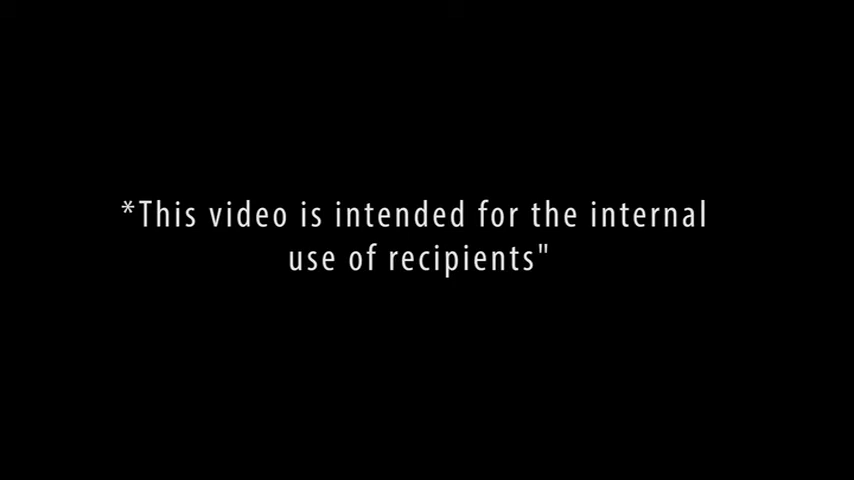 *This video is intended for the internal
use of recipients"